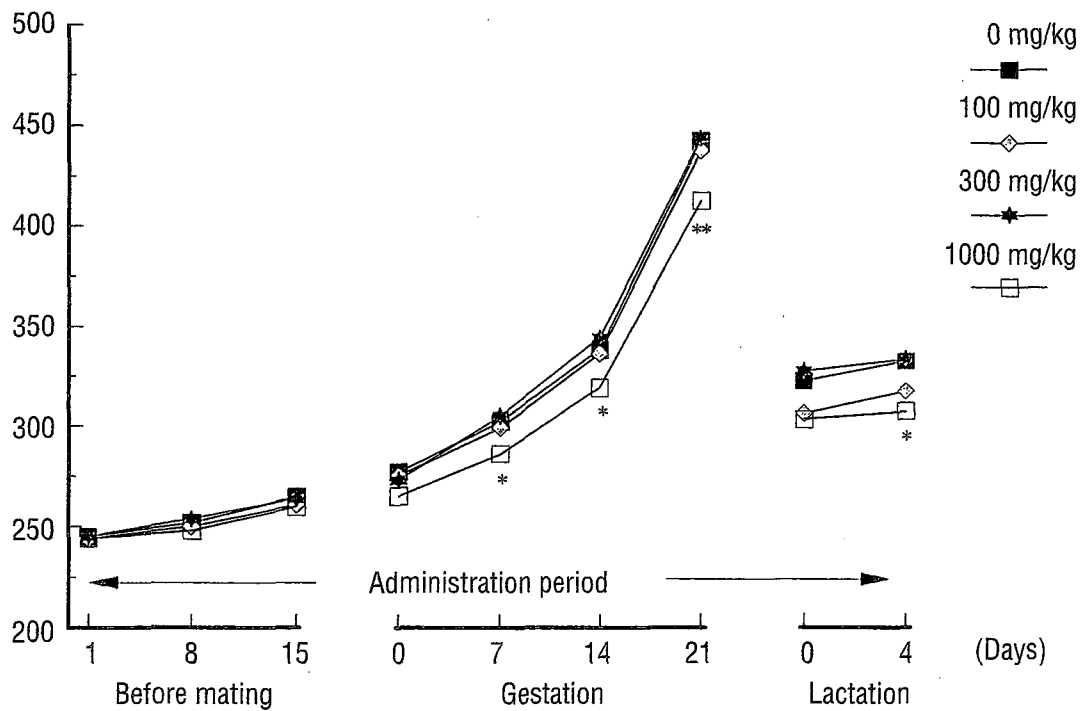 500
450
400
350
300
250
200
0 mg/kg
100 mg/kg
300 mg/kg
1000 mg/kg
**
*
*
*
Administration period
1 8 15 0 7 14 21 0 4 (Days)
Before mating Gestation Lactation